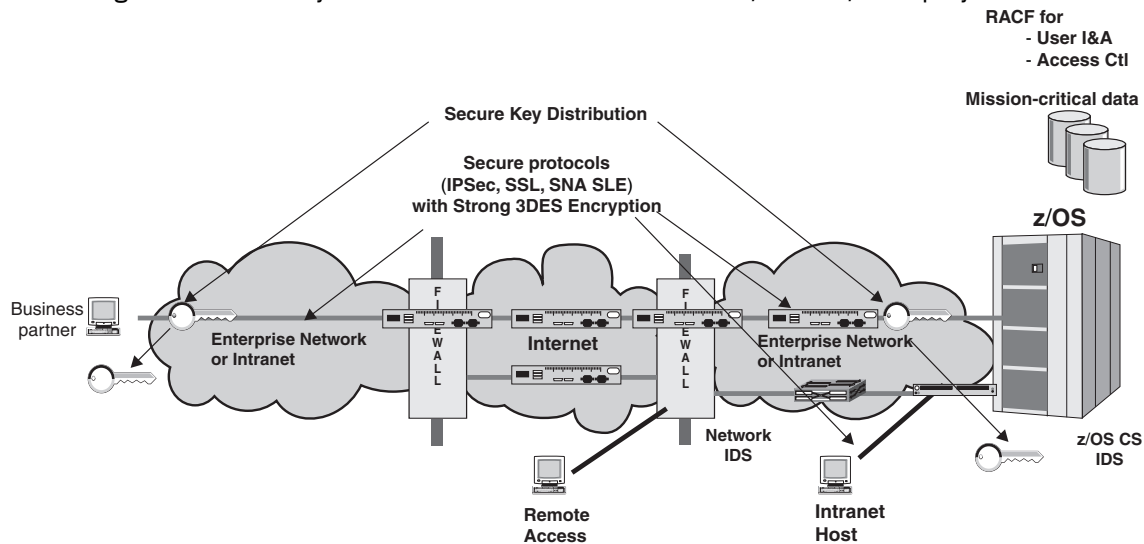 RACF for
- User I&A
- Access Ctl
Mission-critical data
Secure Key Distribution
Secure protocols
(IPSec, SSL, SNA SLE)
with Strong 3DES Encryption
z/OS
Business
partner
Enterprise Network
or Intranet
F
I
E
W
A
L
L
Internet
F
I
E
W
A
L
L
Enterprise Network
or Intranet
Network
IDS
z/OS CS
IDS
Remote
Access
Intranet
Host